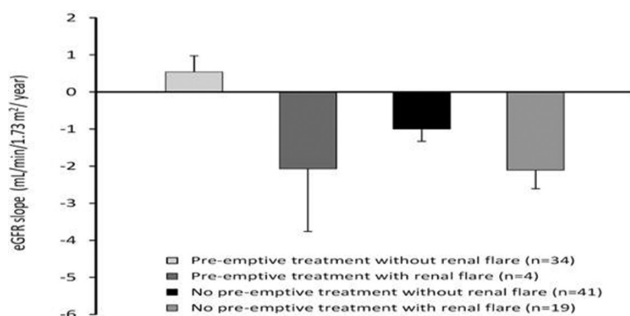 2
1
0
-1
-2
-3
-4
-5
-6
eGFR slope (mL/min/1.73 m²/ year)
Pre-emptive treatment without renal flare (n=34)
Pre-emptive treatment with renal flare (n=4)
No pre-emptive treatment without renal flare (n=41)
No pre-emptive treatment with renal flare (n=19)